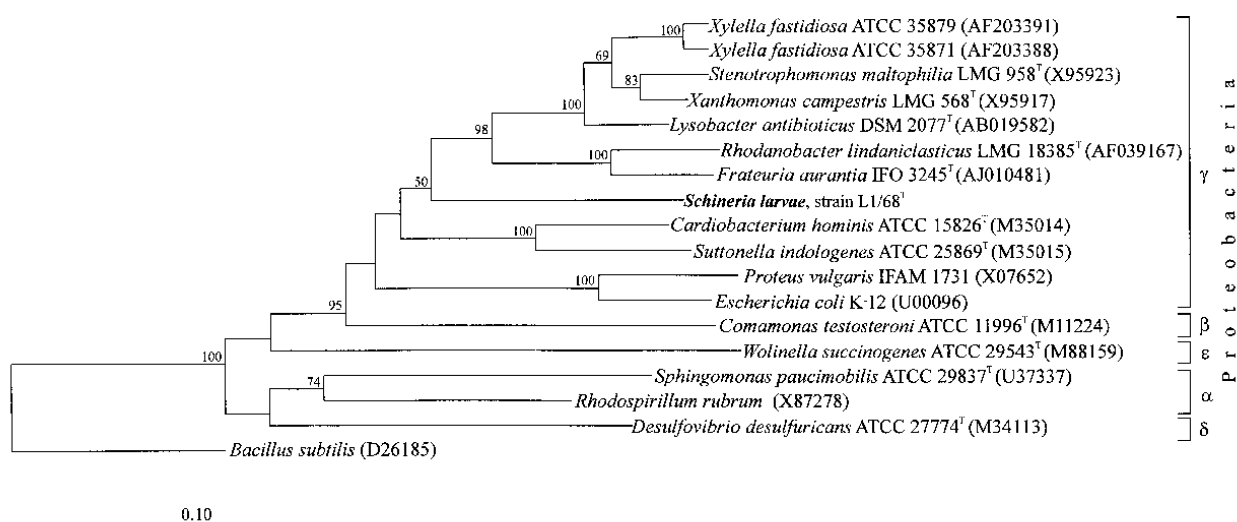 100 Xylella fastidiosa ATCC 35879 (AF203391)
Xylella fastidiosa ATCC 35871 (AF203388)
69
Stenotrophomonas maltophilia LMG 958ᵀ (X95923)
83
Xanthomonas campestris LMG 568ᵀ (X95917)
100
Lysobacter antibioticus DSM 2077ᵀ (AB019582)
98
Rhodanobacter lindaniclasticus LMG 18385ᵀ (AF039167)
100
Frateuria aurantia IFO 3245ᵀ (AJ010481)
γ
50
Schineria larvae, strain L1/68ᵀ
Cardiobacterium hominis ATCC 15826ᵀ (M35014)
100
Suttonella indologenes ATCC 25869ᵀ (M35015)
Proteus vulgaris IFAM 1731 (X07652)
100
Escherichia coli K-12 (U00096)
95
Comamonas testosteroni ATCC 11996ᵀ (M11224)
β
Wolinella succinogenes ATCC 29543ᵀ (M88159)
ε
100
Sphingomonas paucimobilis ATCC 29837ᵀ (U37337)
74
Rhodospirillum rubrum (X87278)
α
Desulfovibrio desulfuricans ATCC 27774ᵀ (M34113)
δ
Bacillus subtilis (D26185)
0.10
Proteobacteria